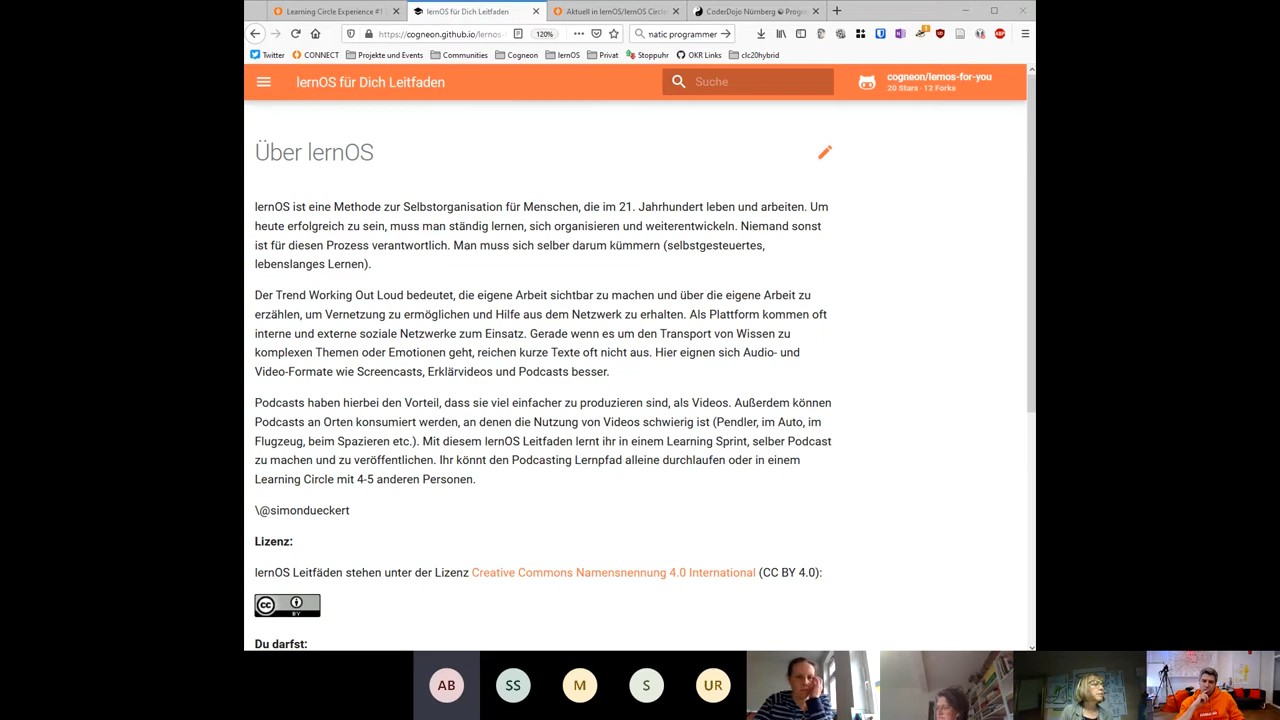 Learning Circle Experience #1
lernOS für Dich Leitfaden
Aktuell in lernOS/lernOS Circle
CoderDojo Nürnberg
https://cogneon.github.io/lernos-
120%
natic programmer
Twitter
CONNECT
Projekte und Events
Communities
Cogneon
lernOS
Privat
Stoppuhr
OKR Links
clc20hybrid
lernOS für Dich Leitfaden
Suche
cogneon/lernos-for-you
20 Stars · 12 Forks
Über lernOS
lernOS ist eine Methode zur Selbstorganisation für Menschen, die im 21. Jahrhundert leben und arbeiten. Um
heute erfolgreich zu sein, muss man ständig lernen, sich organisieren und weiterentwickeln. Niemand sonst
ist für diesen Prozess verantwortlich. Man muss sich selber darum kümmern (selbstgesteuertes,
lebenslanges Lernen).
Der Trend Working Out Loud bedeutet, die eigene Arbeit sichtbar zu machen und über die eigene Arbeit zu
erzählen, um Vernetzung zu ermöglichen und Hilfe aus dem Netzwerk zu erhalten. Als Plattform kommen oft
interne und externe soziale Netzwerke zum Einsatz. Gerade wenn es um den Transport von Wissen zu
komplexen Themen oder Emotionen geht, reichen kurze Texte oft nicht aus. Hier eignen sich Audio- und
Video-Formate wie Screencasts, Erklärvideos und Podcasts besser.
Podcasts haben hierbei den Vorteil, dass sie viel einfacher zu produzieren sind, als Videos. Außerdem können
Podcasts an Orten konsumiert werden, an denen die Nutzung von Videos schwierig ist (Pendler, im Auto, im
Flugzeug, beim Spazieren etc.). Mit diesem lernOS Leitfaden lernt ihr in einem Learning Sprint, selber Podcast
zu machen und zu veröffentlichen. Ihr könnt den Podcasting Lernpfad alleine durchlaufen oder in einem
Learning Circle mit 4-5 anderen Personen.
\@simondueckert
Lizenz:
lernOS Leitfäden stehen unter der Lizenz Creative Commons Namensnennung 4.0 International (CC BY 4.0):
cc
BY
Du darfst:
AB
SS
M
S
UR